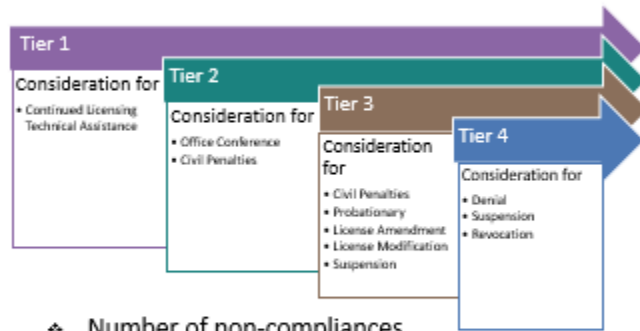 Tier 1
Consideration for
• Continued Licensing
Technical Assistance
Tier 2
Consideration for
• Office Conference
• Civil Penalties
Tier 3
Consideration
for
• Civil Penalties
• Probationary
• License Amendment
• License Modification
• Suspension
Tier 4
Consideration for
• Denial
• Suspension
• Revocation
❖ Number of non-compliances